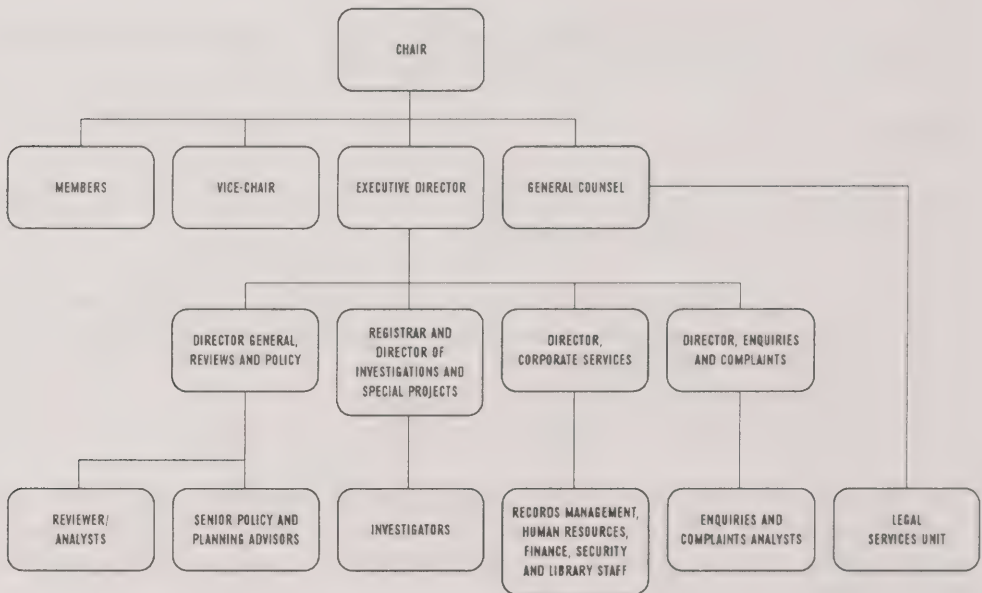 CHAIR
MEMBERS
VICE-CHAIR
EXECUTIVE DIRECTOR
GENERAL COUNSEL
DIRECTOR GENERAL,
REVIEWS AND POLICY
REGISTRAR AND
DIRECTOR OF
INVESTIGATIONS AND
SPECIAL PROJECTS
DIRECTOR,
CORPORATE SERVICES
DIRECTOR, ENQUIRIES
AND COMPLAINTS
REVIEWER/
ANALYSTS
SENIOR POLICY AND
PLANNING ADVISORS
INVESTIGATORS
RECORDS MANAGEMENT,
HUMAN RESOURCES,
FINANCE, SECURITY
AND LIBRARY STAFF
ENQUIRIES AND
COMPLAINTS ANALYSTS
LEGAL
SERVICES UNIT